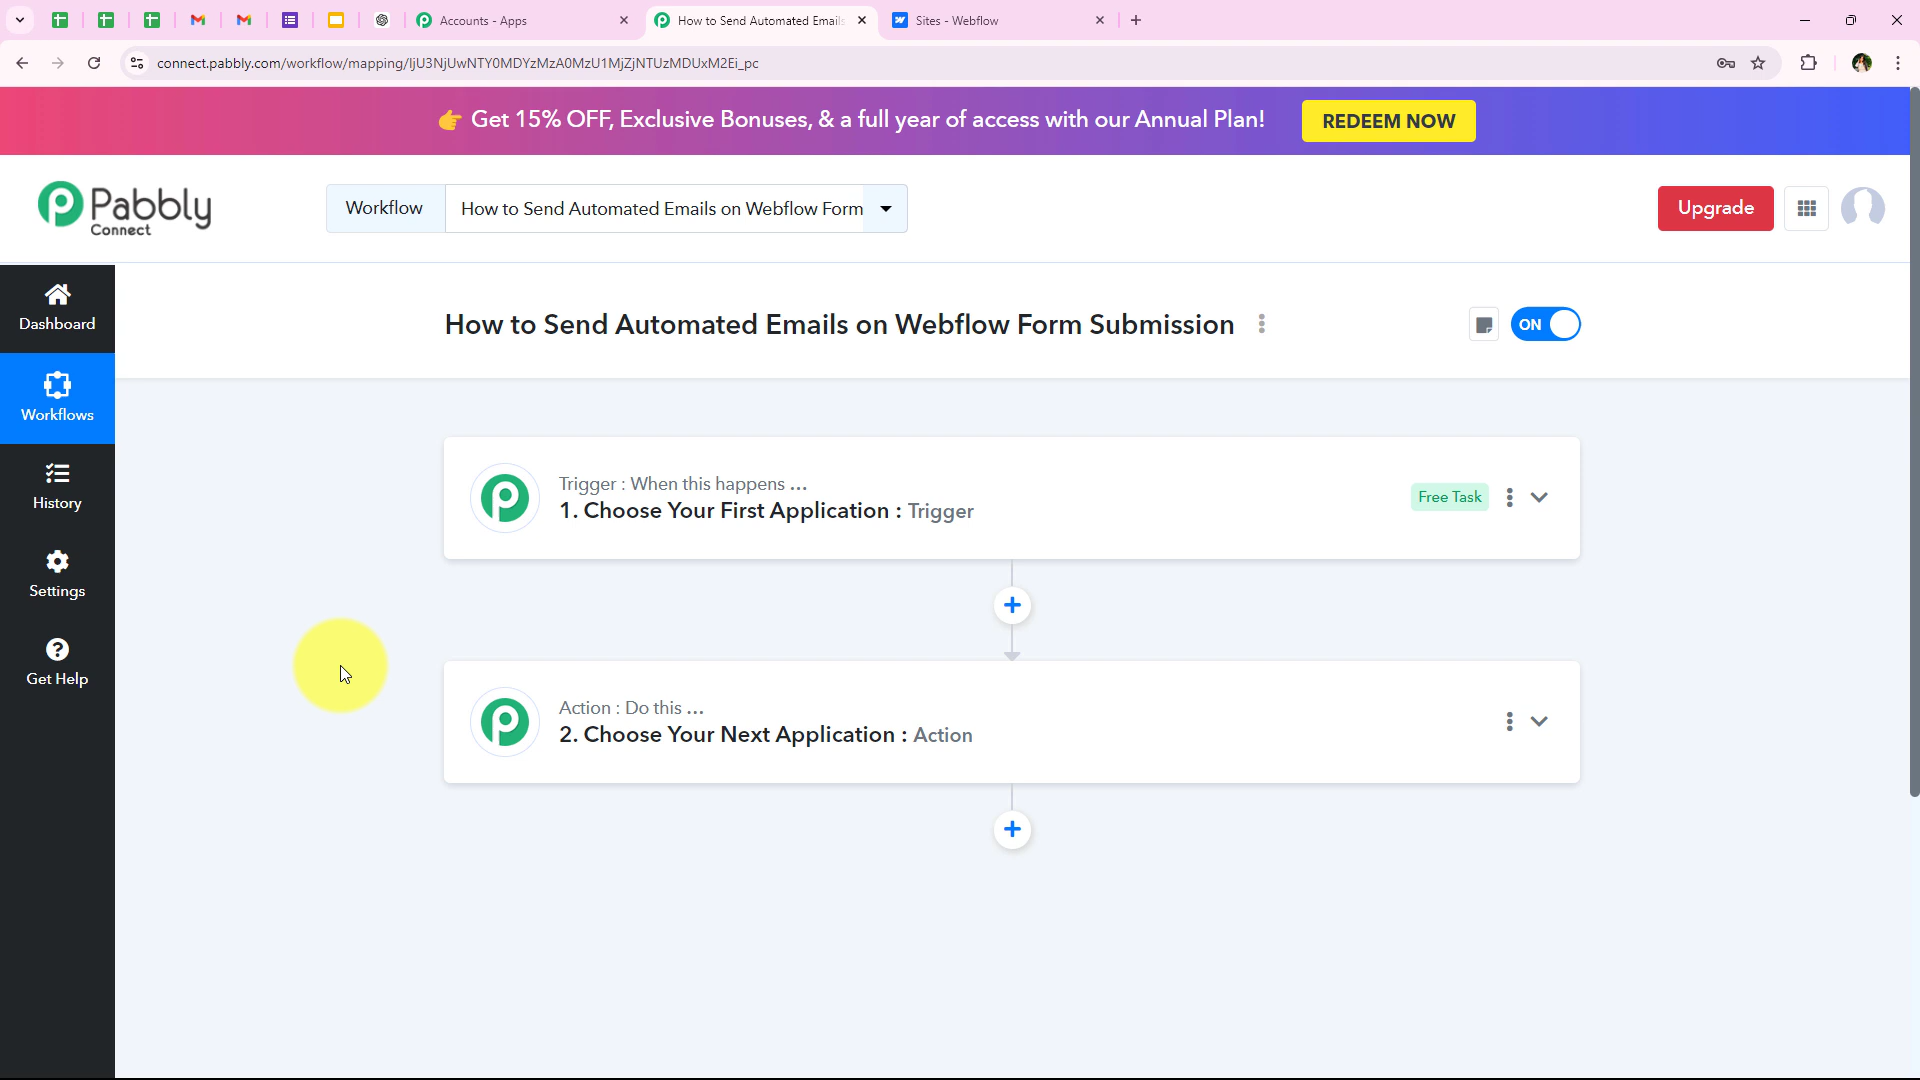 Accounts - Apps
How to Send Automated Emails
Sites - Webflow
connect.pabbly.com/workflow/mapping/IjU3NjUwNTY0MDYzMzA0MzU1MjZjNTUzMDUxM2Ei_pc
👉 Get 15% OFF, Exclusive Bonuses, & a full year of access with our Annual Plan!
REDEEM NOW
Pabbly
Connect
Workflow
How to Send Automated Emails on Webflow Form
Upgrade
Dashboard
How to Send Automated Emails on Webflow Form Submission
ON
Workflows
History
Settings
Get Help
Trigger : When this happens ...
1. Choose Your First Application : Trigger
Free Task
Action : Do this ...
2. Choose Your Next Application : Action